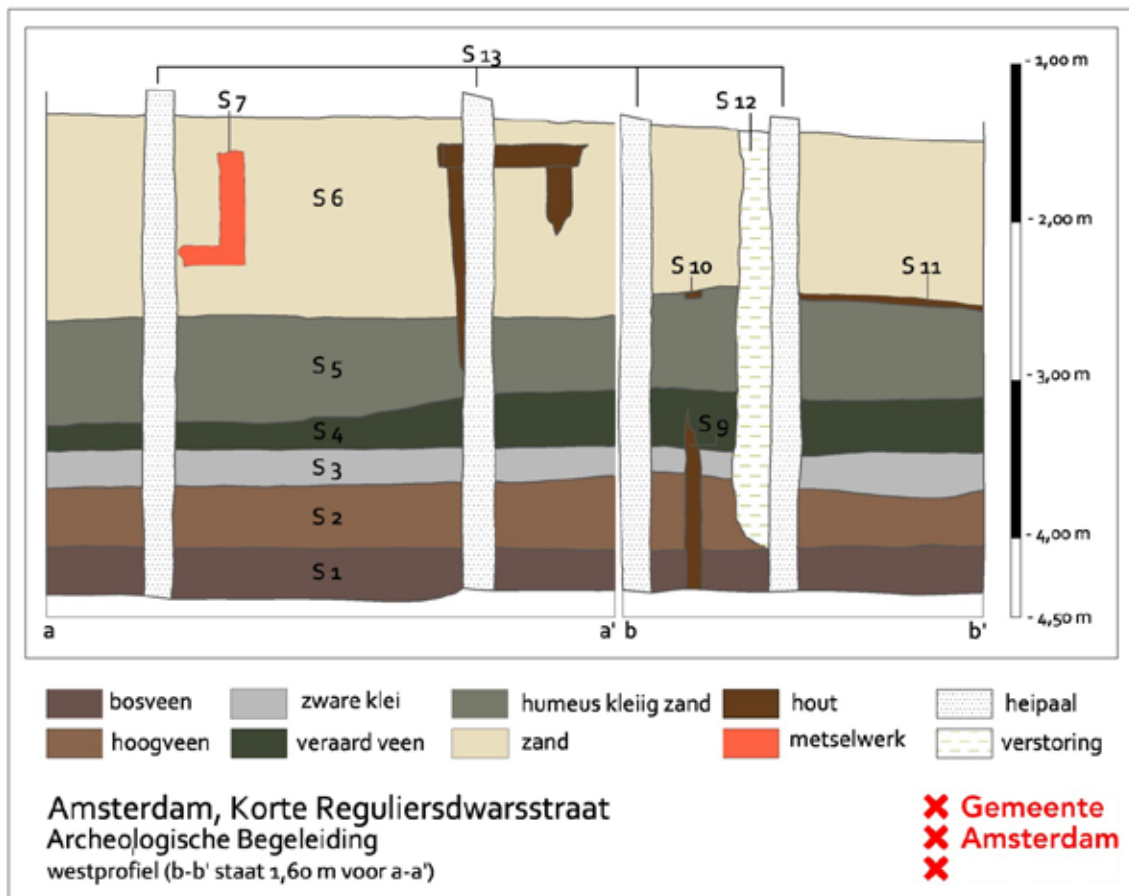 S 13
- 1,00 m
S 7
S 12
S 6
- 2,00 m
S 10
S 11
S 5
- 3,00 m
S 9
S 4
S 3
S 2
- 4,00 m
S 1
- 4,50 m
a
a' b
b'
bosveen
zware klei
humeus kleiig zand
hout
heipaal
hoogveen
veraard veen
zand
metselwerk
verstoring
Amsterdam, Korte Reguliersdwarsstraat
Archeologische Begeleiding
westprofiel (b-b' staat 1,60 m voor a-a')
Gemeente
Amsterdam